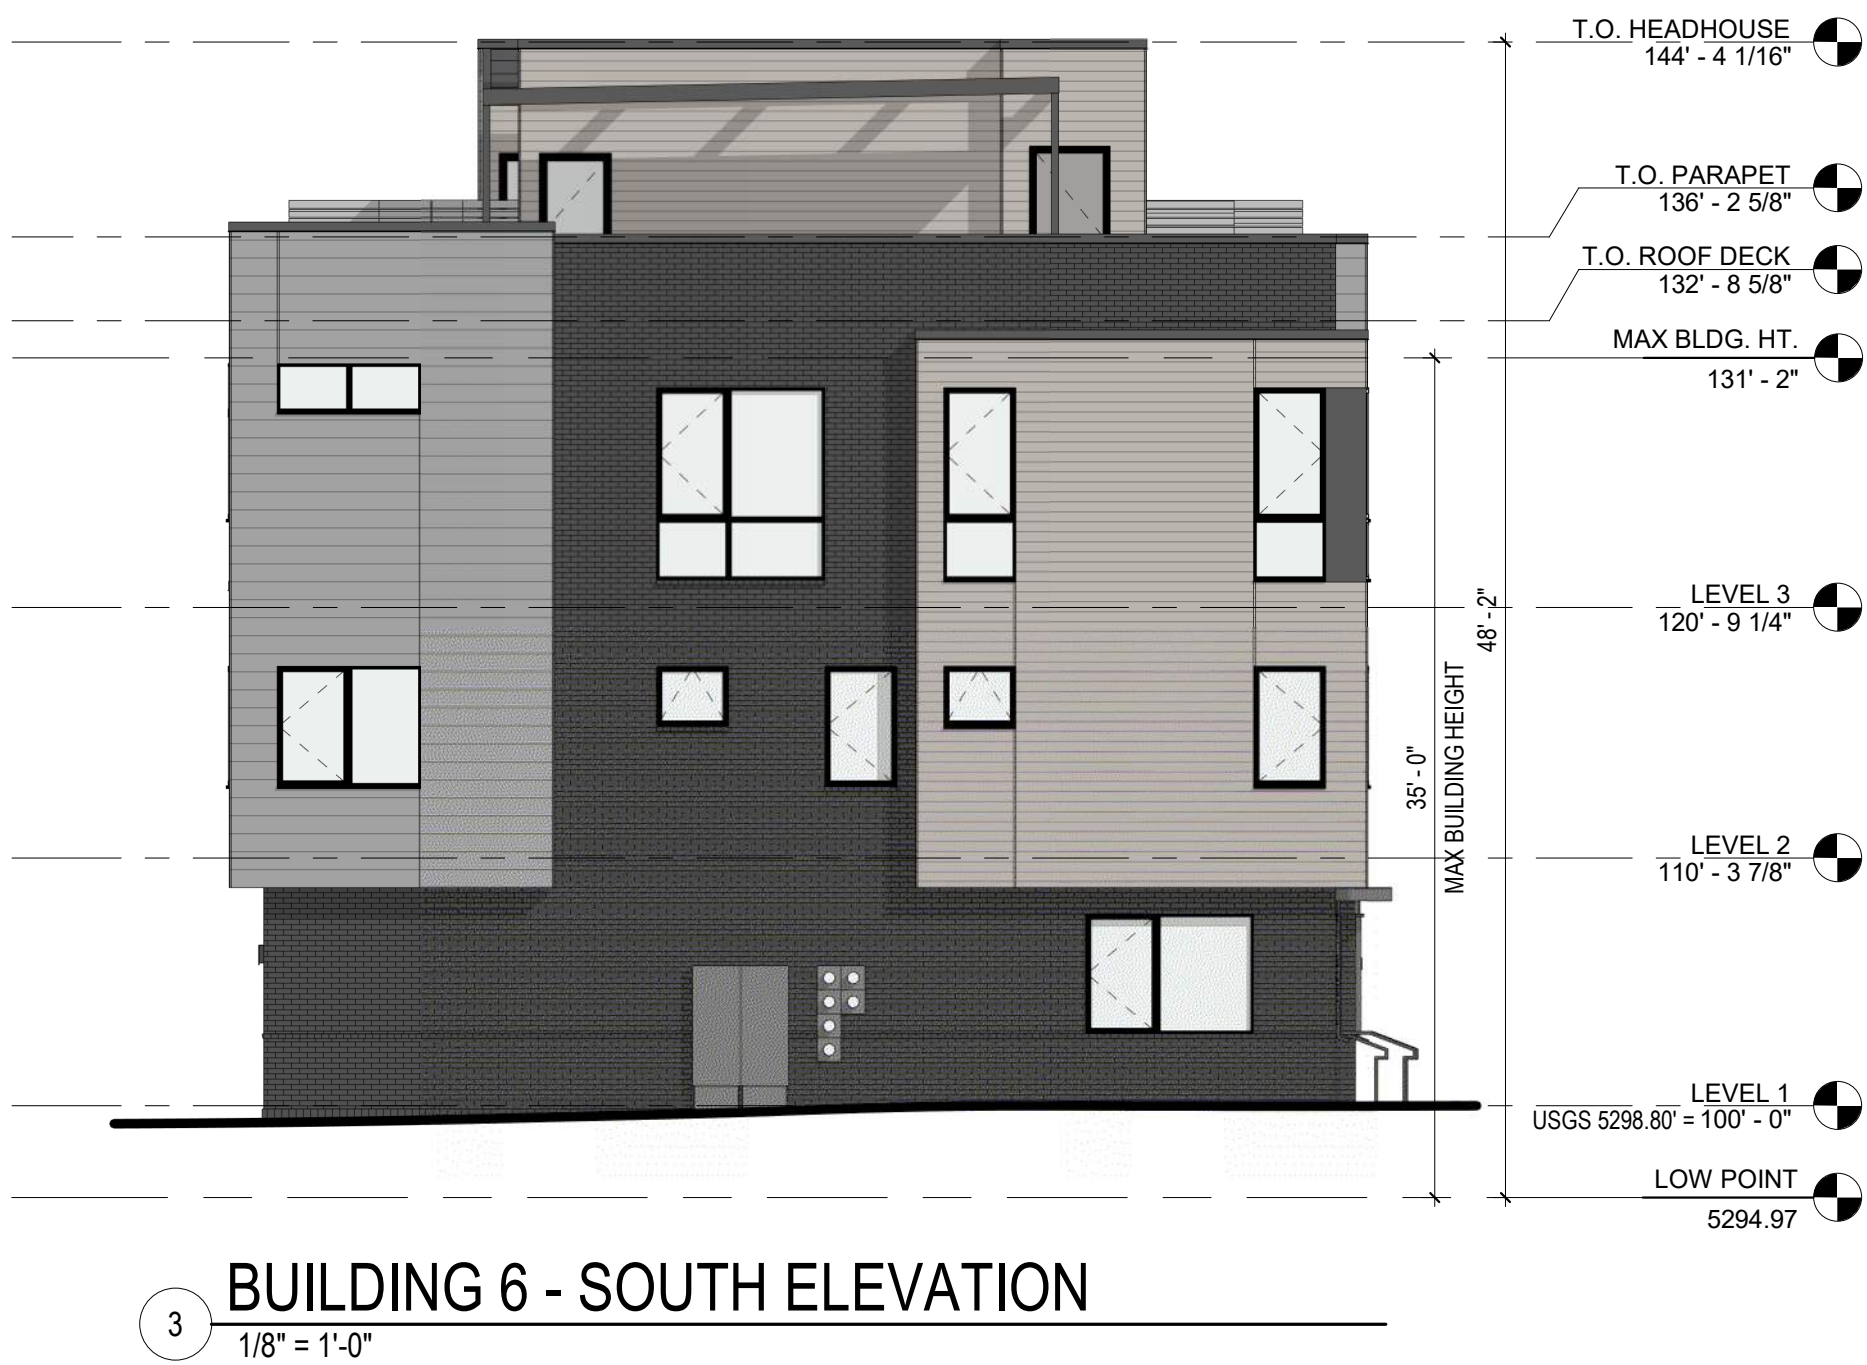 T.O. HEADHOUSE
144' - 4 1/16"
T.O. PARAPET
136' - 2 5/8"
T.O. ROOF DECK
132' - 8 5/8"
MAX BLDG. HT.
131' - 2"
LEVEL 3
120' - 9 1/4"
48' - 2"
35' - 0"
MAX BUILDING HEIGHT
LEVEL 2
110' - 3 7/8"
LEVEL 1
USGS 5298.80' = 100' - 0"
LOW POINT
5294.97
BUILDING 6 - SOUTH ELEVATION
3
1/8" = 1'-0"